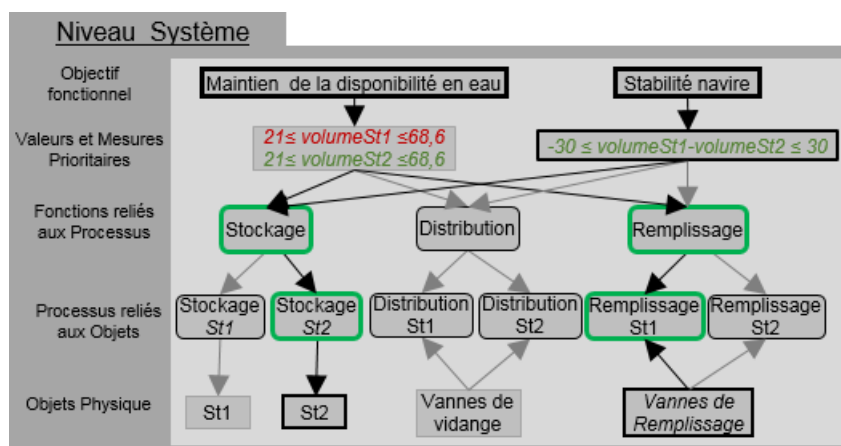 Niveau Système
Objectif
fonctionnel
Maintien de la disponibilité en eau
Stabilité navire
Valeurs et Mesures
Prioritaires
21≤ volumeSt1 ≤68,6
21≤ volumeSt2 ≤68,6
-30 ≤ volumeSt1-volumeSt2 ≤ 30
Fonctions reliés
aux Processus
Stockage
Distribution
Remplissage
Processus reliés
aux Objets
Stockage
St1
Stockage
St2
Distribution
St1
Distribution
St2
Remplissage
St1
Remplissage
St2
Objets Physique
St1
St2
Vannes de
vidange
Vannes de
Remplissage